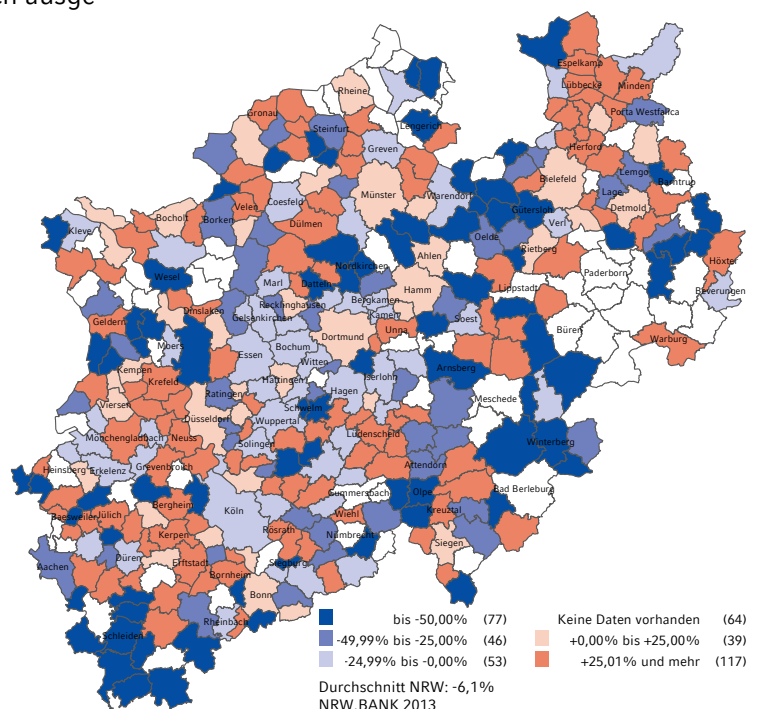 ch ausge
Espelkamp
Rheine
Lübbecke
Minden
Gronau
Porta Westfalica
Steinfurt
Lengerich
Greven
Herford
Lemgo
Bielefeld
Barntrup
Münster
Warendorf
Lage
Coesfeld
Velen
Gütersloh
Detmold
Bocholt
Borken
Dülmen
Verl
Kleve
Oelde
Rietberg
Ahlen
Höxter
Nordkirchen
Paderborn
Wesel
Marl
Datteln
Hamm
Lippstadt
Beverungen
Bergkamen
Recklinghausen
Dinslaken
Kamen
Gelsenkirchen
Soest
Geldern
Unna
Büren
Dortmund
Warburg
Moers
Bochum
Essen
Witten
Kempen
Arnsberg
Krefeld
Hattingen
Iserlohn
Hagen
Ratingen
Meschede
Viersen
Schwelm
Düsseldorf
Wuppertal
Mönchengladbach
Neuss
Lüdenscheid
Solingen
Winterberg
Heinsberg
Erkelenz
Grevenbroich
Attendorn
Gummersbach
Olpe
Bad Berleburg
Bergheim
Köln
Kreuztal
Baesweiler
Jülich
Wiehl
Rösrath
Kerpen
Nümbrecht
Siegen
Düren
Erftstadt
Siegburg
Aachen
Bornheim
Bonn
Rheinbach
Schleiden
bis -50,00% (77)
-49,99% bis -25,00% (46)
-24,99% bis -0,00% (53)
Keine Daten vorhanden (64)
+0,00% bis +25,00% (39)
+25,01% und mehr (117)
Durchschnitt NRW: -6,1%
NRW.BANK 2013